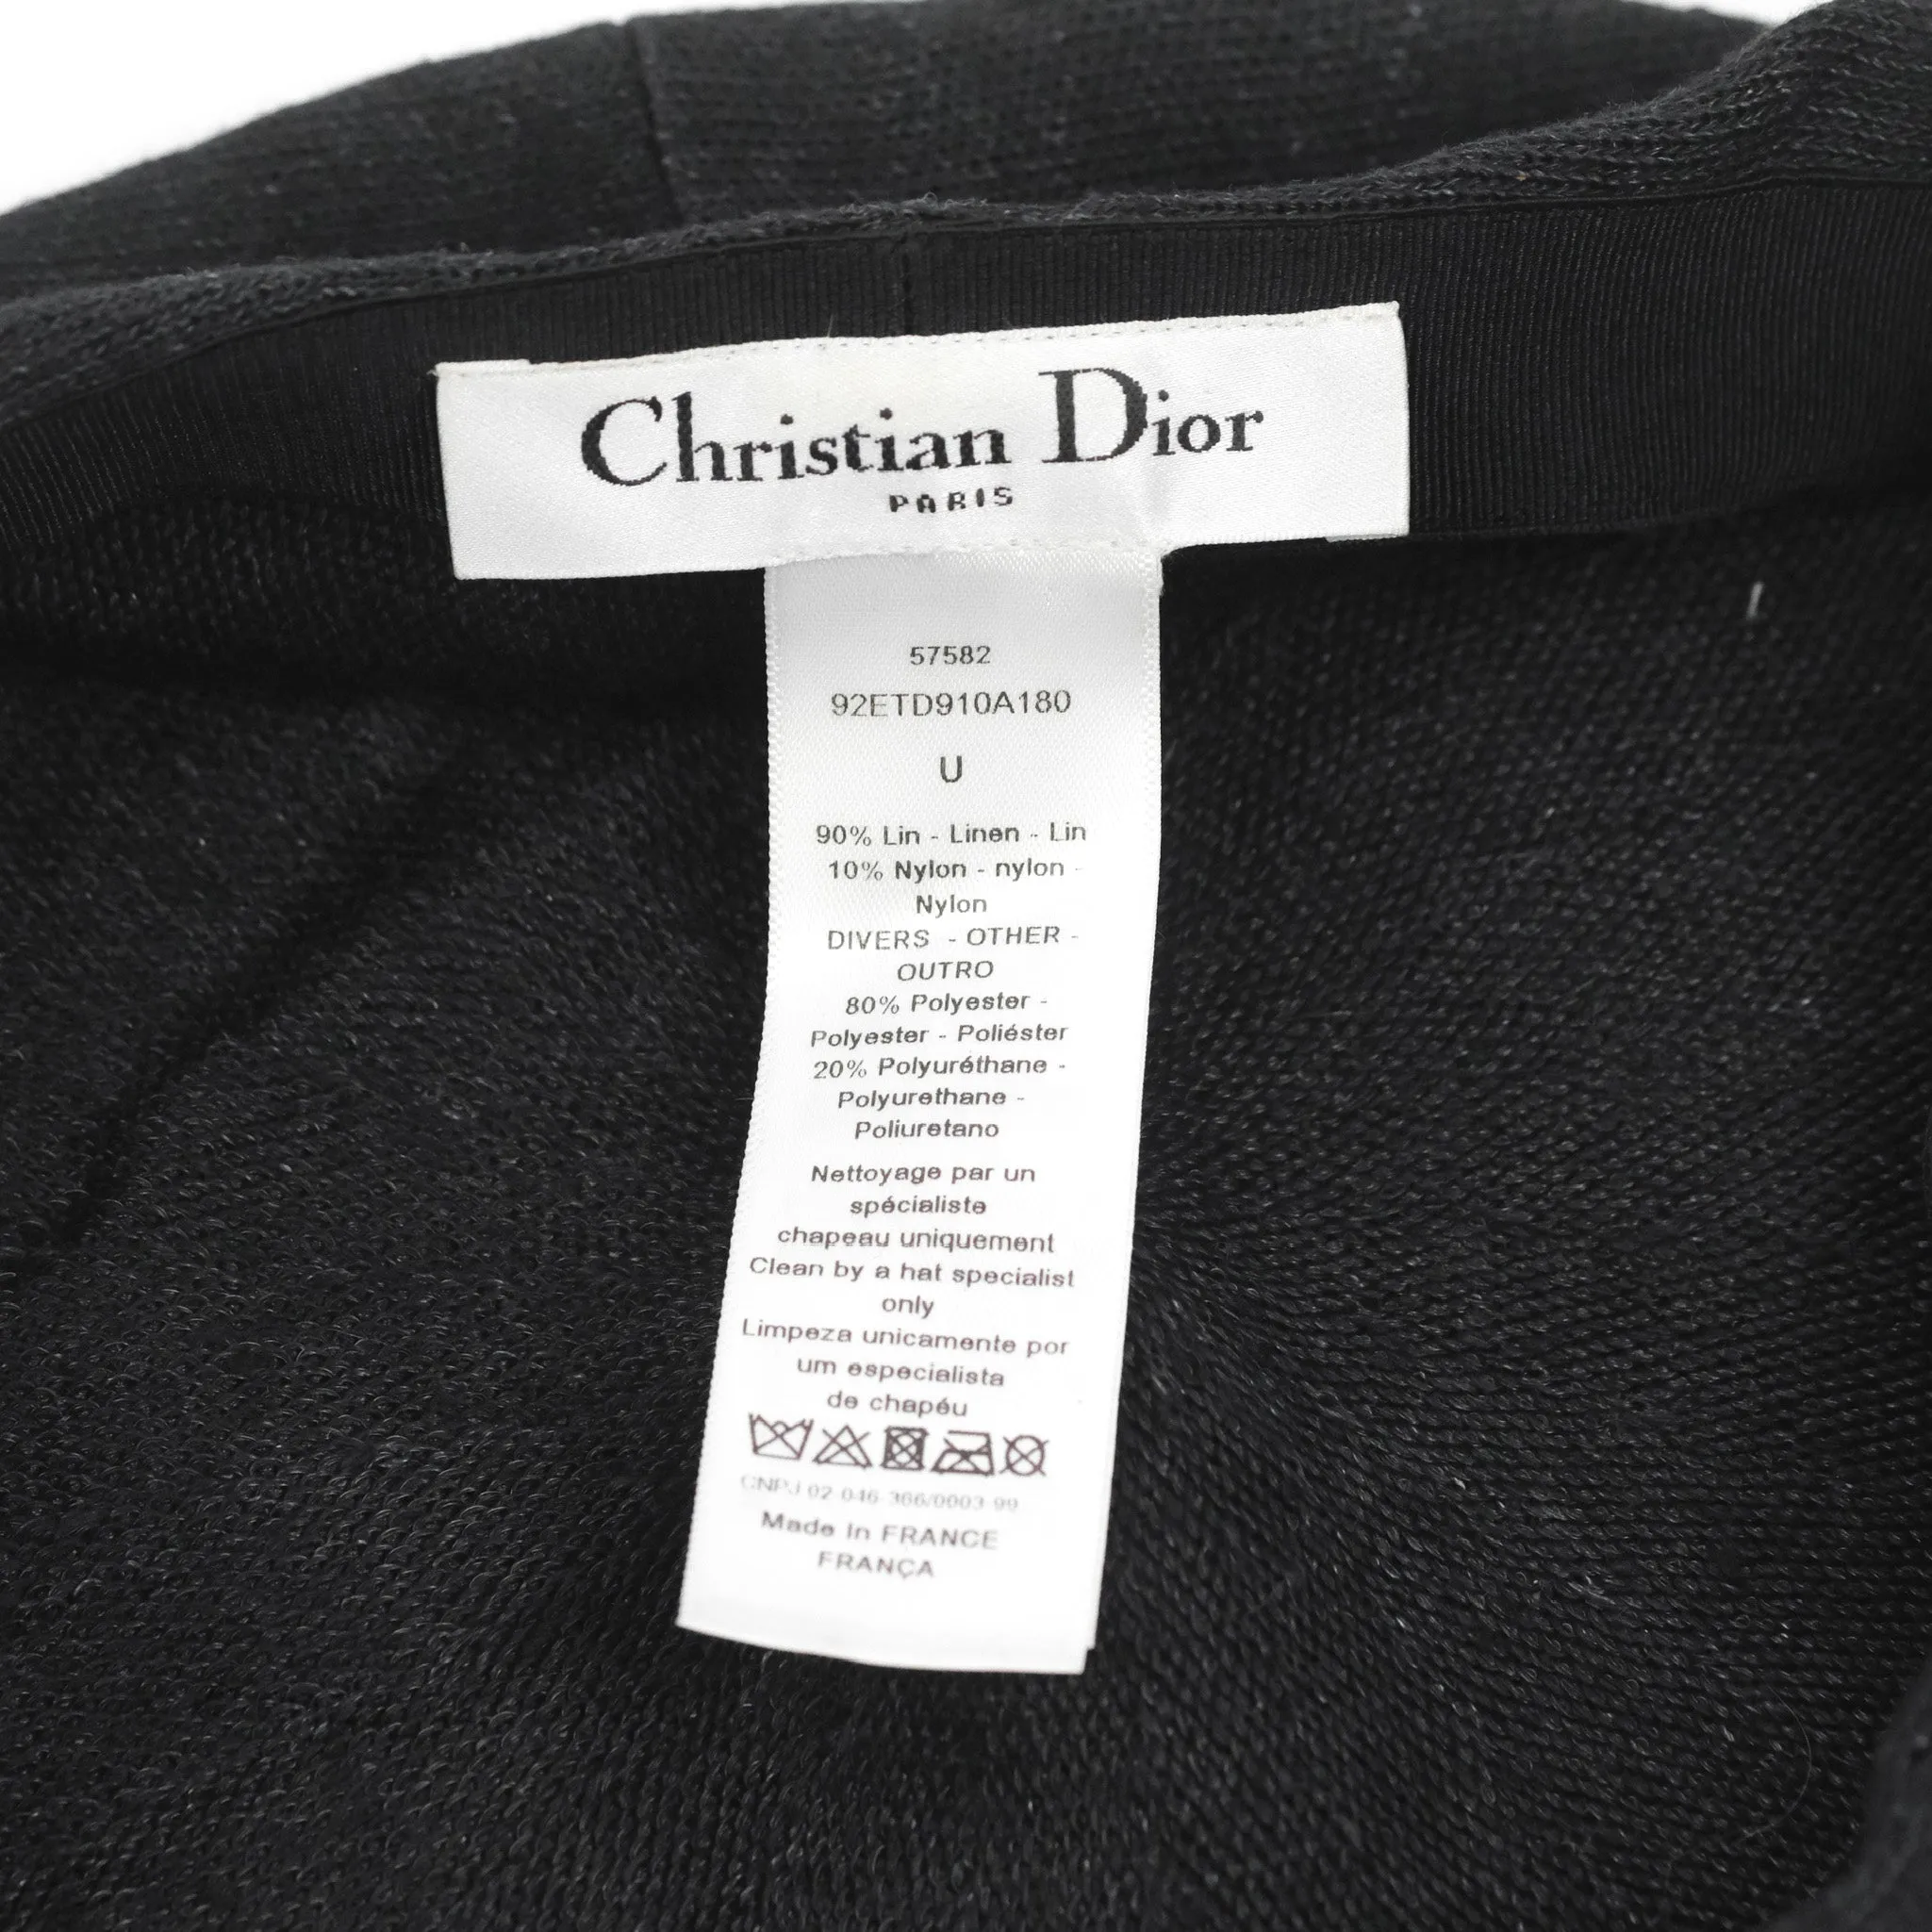 Christian Dior
PARIS
57582
92ETD910A180
U
90% Lin - Linen - Lin
10% Nylon - nylon -
Nylon
DIVERS - OTHER -
OUTRO
80% Polyester -
Polyester - Poliéster
20% Polyuréthane -
Polyurethane -
Poliuretano
Nettoyage par un
spécialiste
chapeau uniquement
Clean by a hat specialist
only
Limpeza unicamente por
um especialista
de chapéu
CNPJ 02-046-366/0003-99
Made In FRANCE
FRANÇA